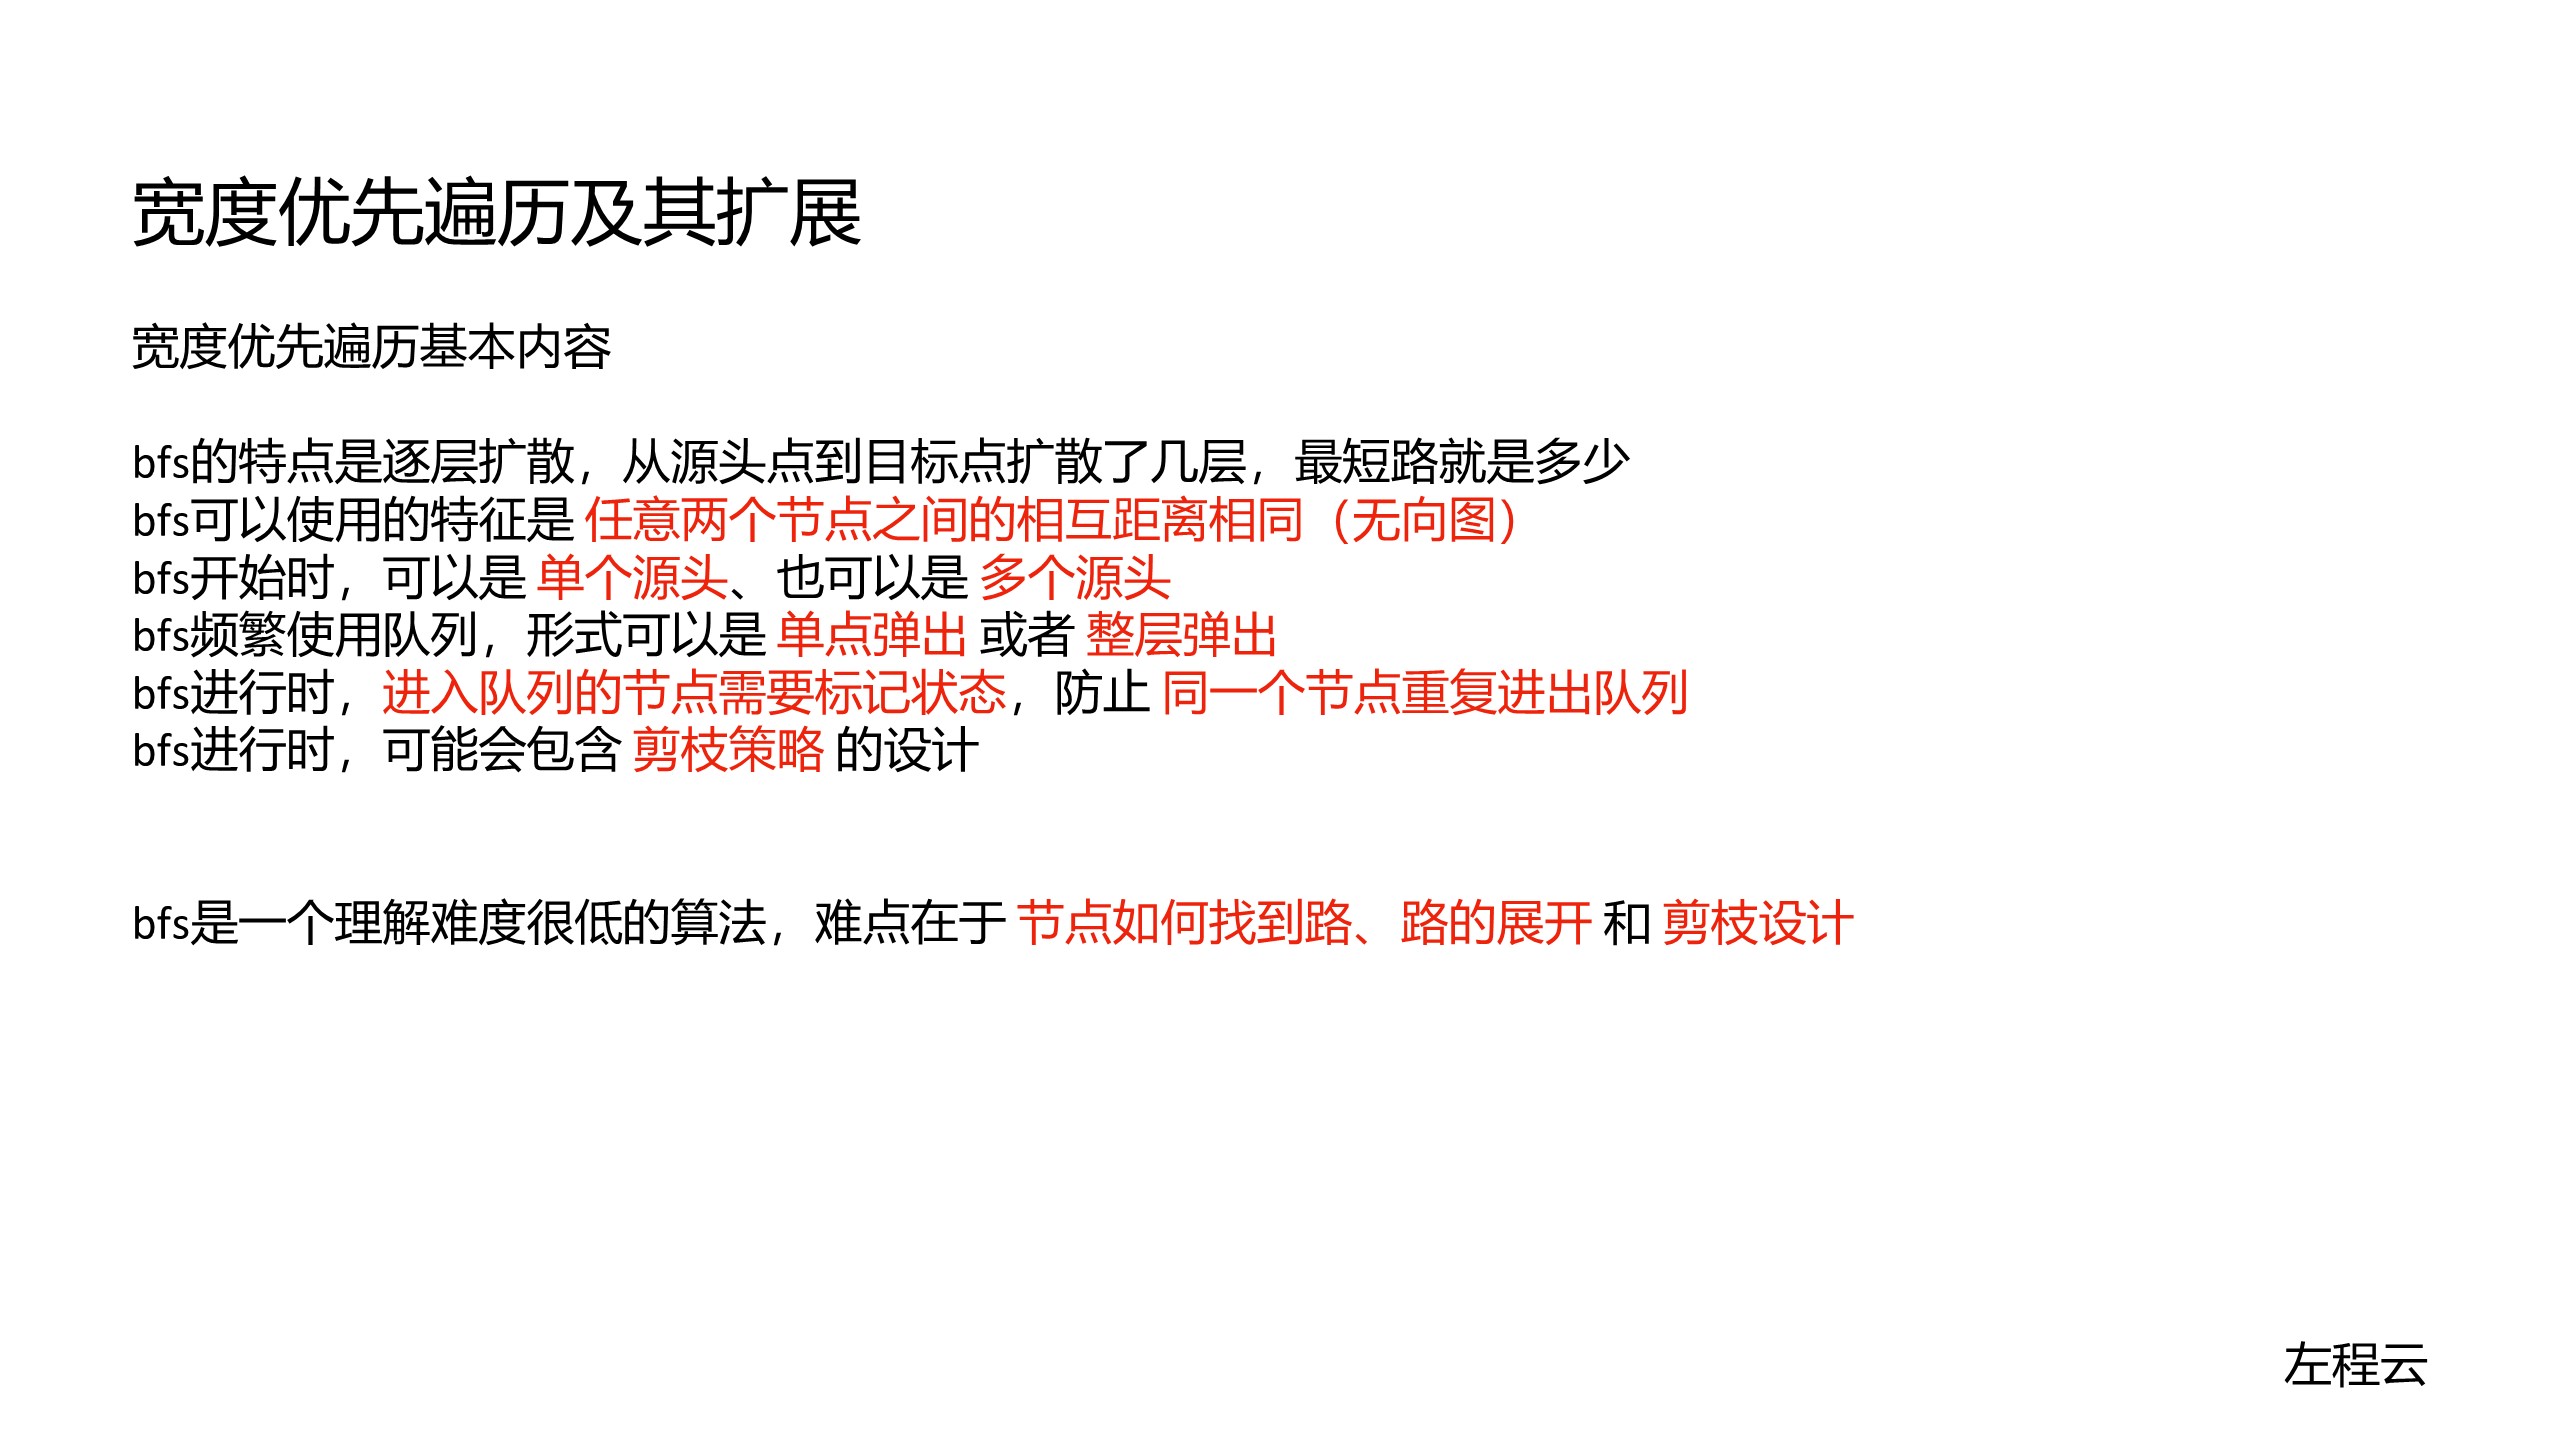 宽度优先遍历及其扩展
宽度优先遍历基本内容
bfs的特点是逐层扩散，从源头点到目标点扩散了几层，最短路就是多少
bfs可以使用的特征是 任意两个节点之间的相互距离相同（无向图）
bfs开始时，可以是 单个源头、也可以是 多个源头
bfs频繁使用队列，形式可以是 单点弹出 或者 整层弹出
bfs进行时，进入队列的节点需要标记状态，防止 同一个节点重复进出队列
bfs进行时，可能会包含 剪枝策略 的设计
bfs是一个理解难度很低的算法，难点在于 节点如何找到路、路的展开 和 剪枝设计
左程云